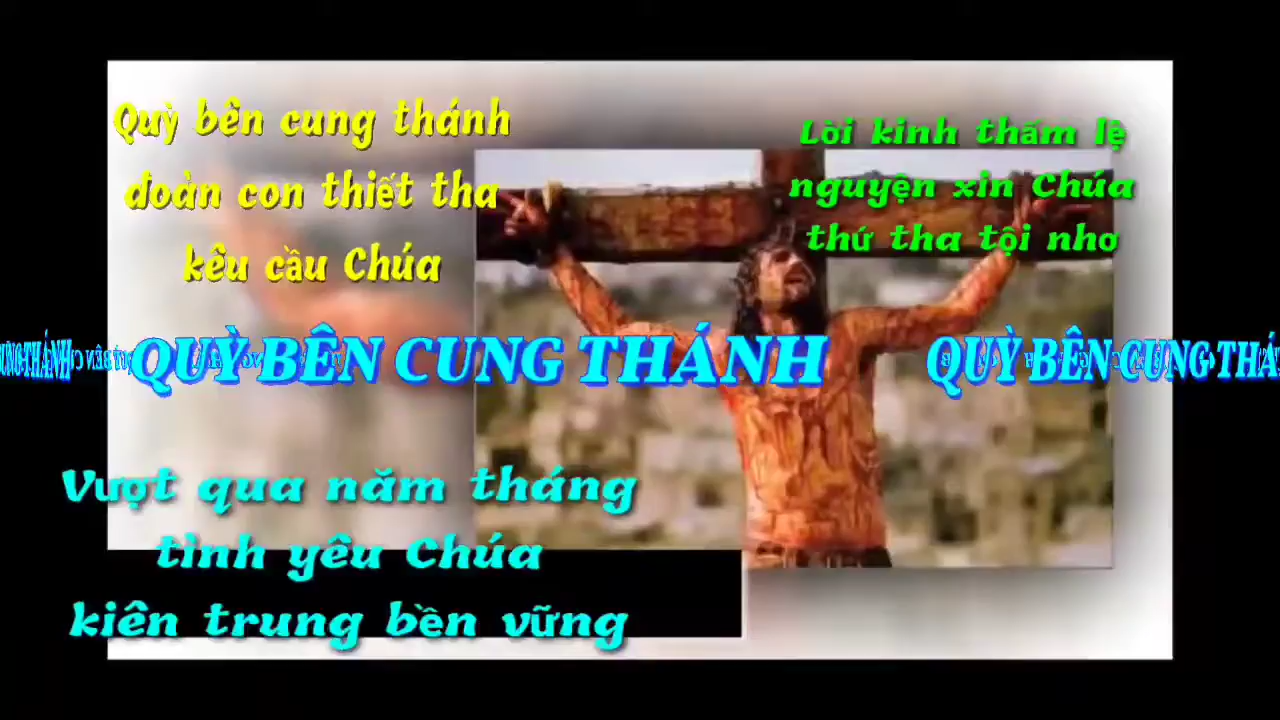 Quỳ bên cung thánh
đoàn con thiết tha
kêu cầu Chúa
Lời kinh thấm lệ
nguyện xin Chúa
thứ tha tội nhơ
QUỲ BÊN CUNG THÁNH
QUỲ BÊN CUNG THÁ
Vượt qua năm tháng
tình yêu Chúa
kiên trung bền vững